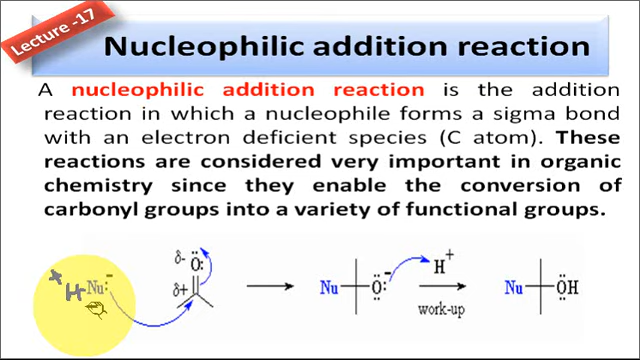 Lecture -17
Nucleophilic addition reaction
A nucleophilic addition reaction is the addition
reaction in which a nucleophile forms a sigma bond
with an electron deficient species (C atom). These
reactions are considered very important in organic
chemistry since they enable the conversion of
carbonyl groups into a variety of functional groups.
+ H Nu:-
δ- O:
δ+
Nu O:-
H+
work-up
Nu OH